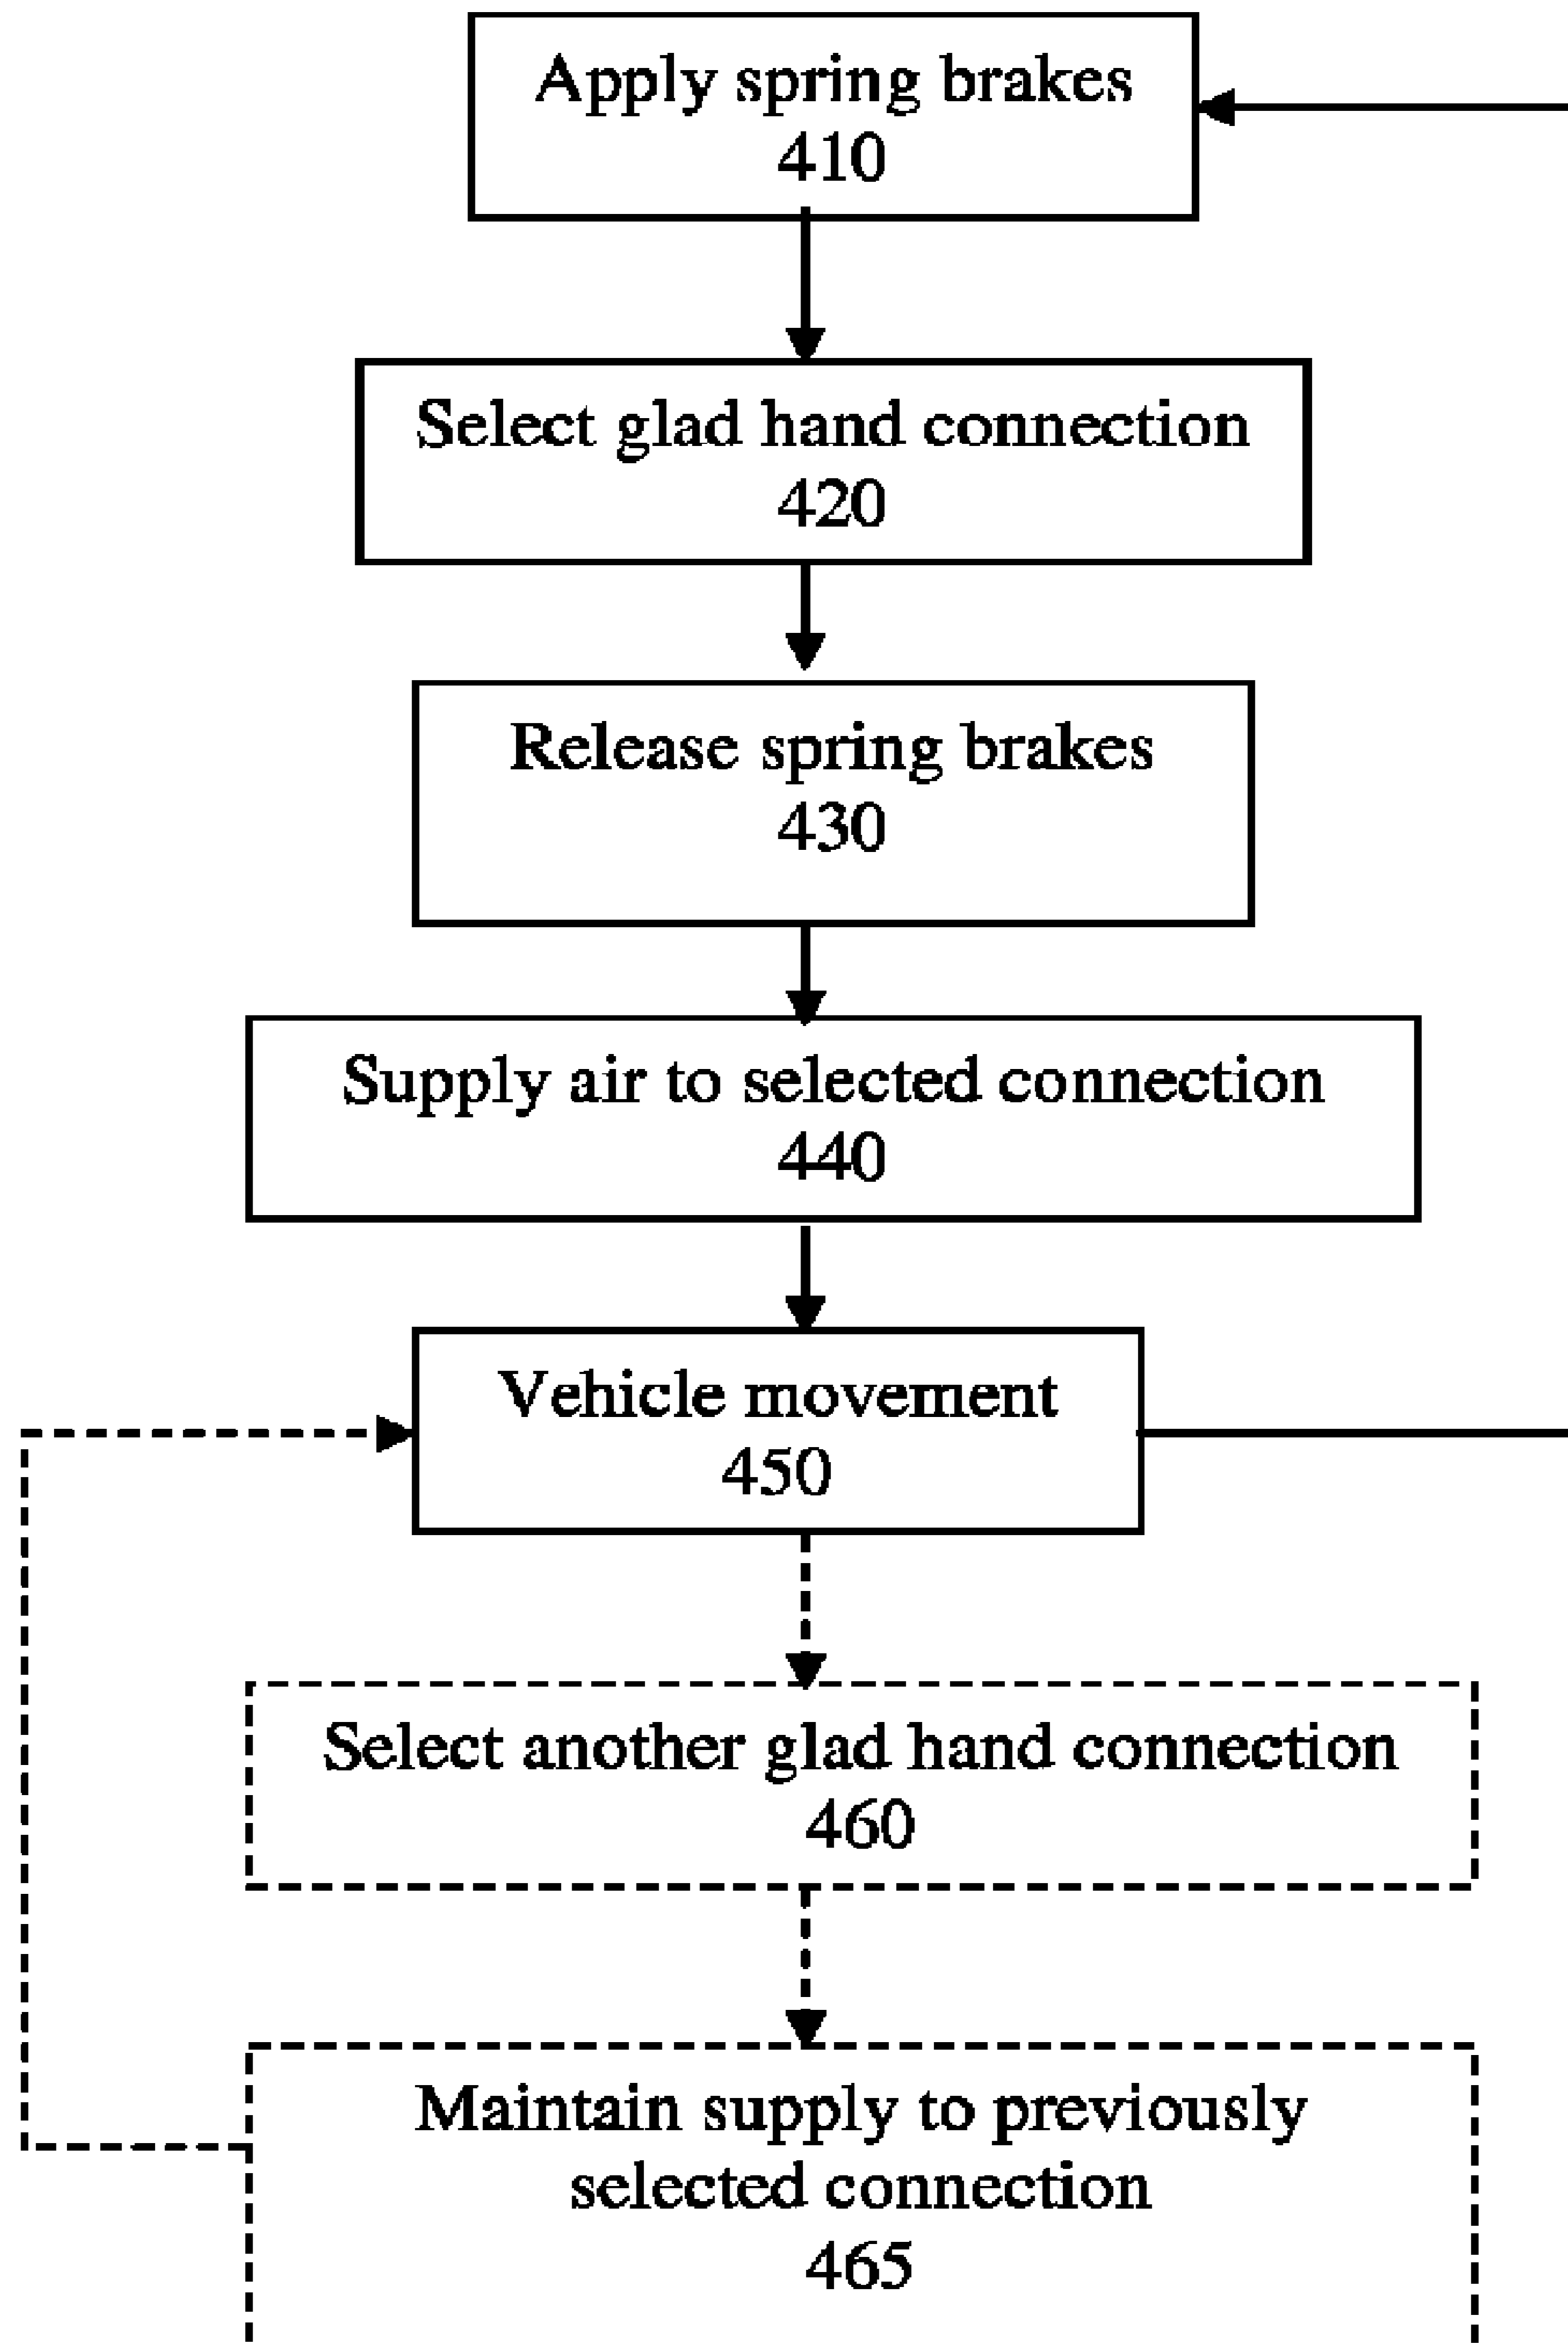 Apply spring brakes
410
Select glad hand connection
420
Release spring brakes
430
Supply air to selected connection
440
Vehicle movement
450
Select another glad hand connection
460
Maintain supply to previously
selected connection
465